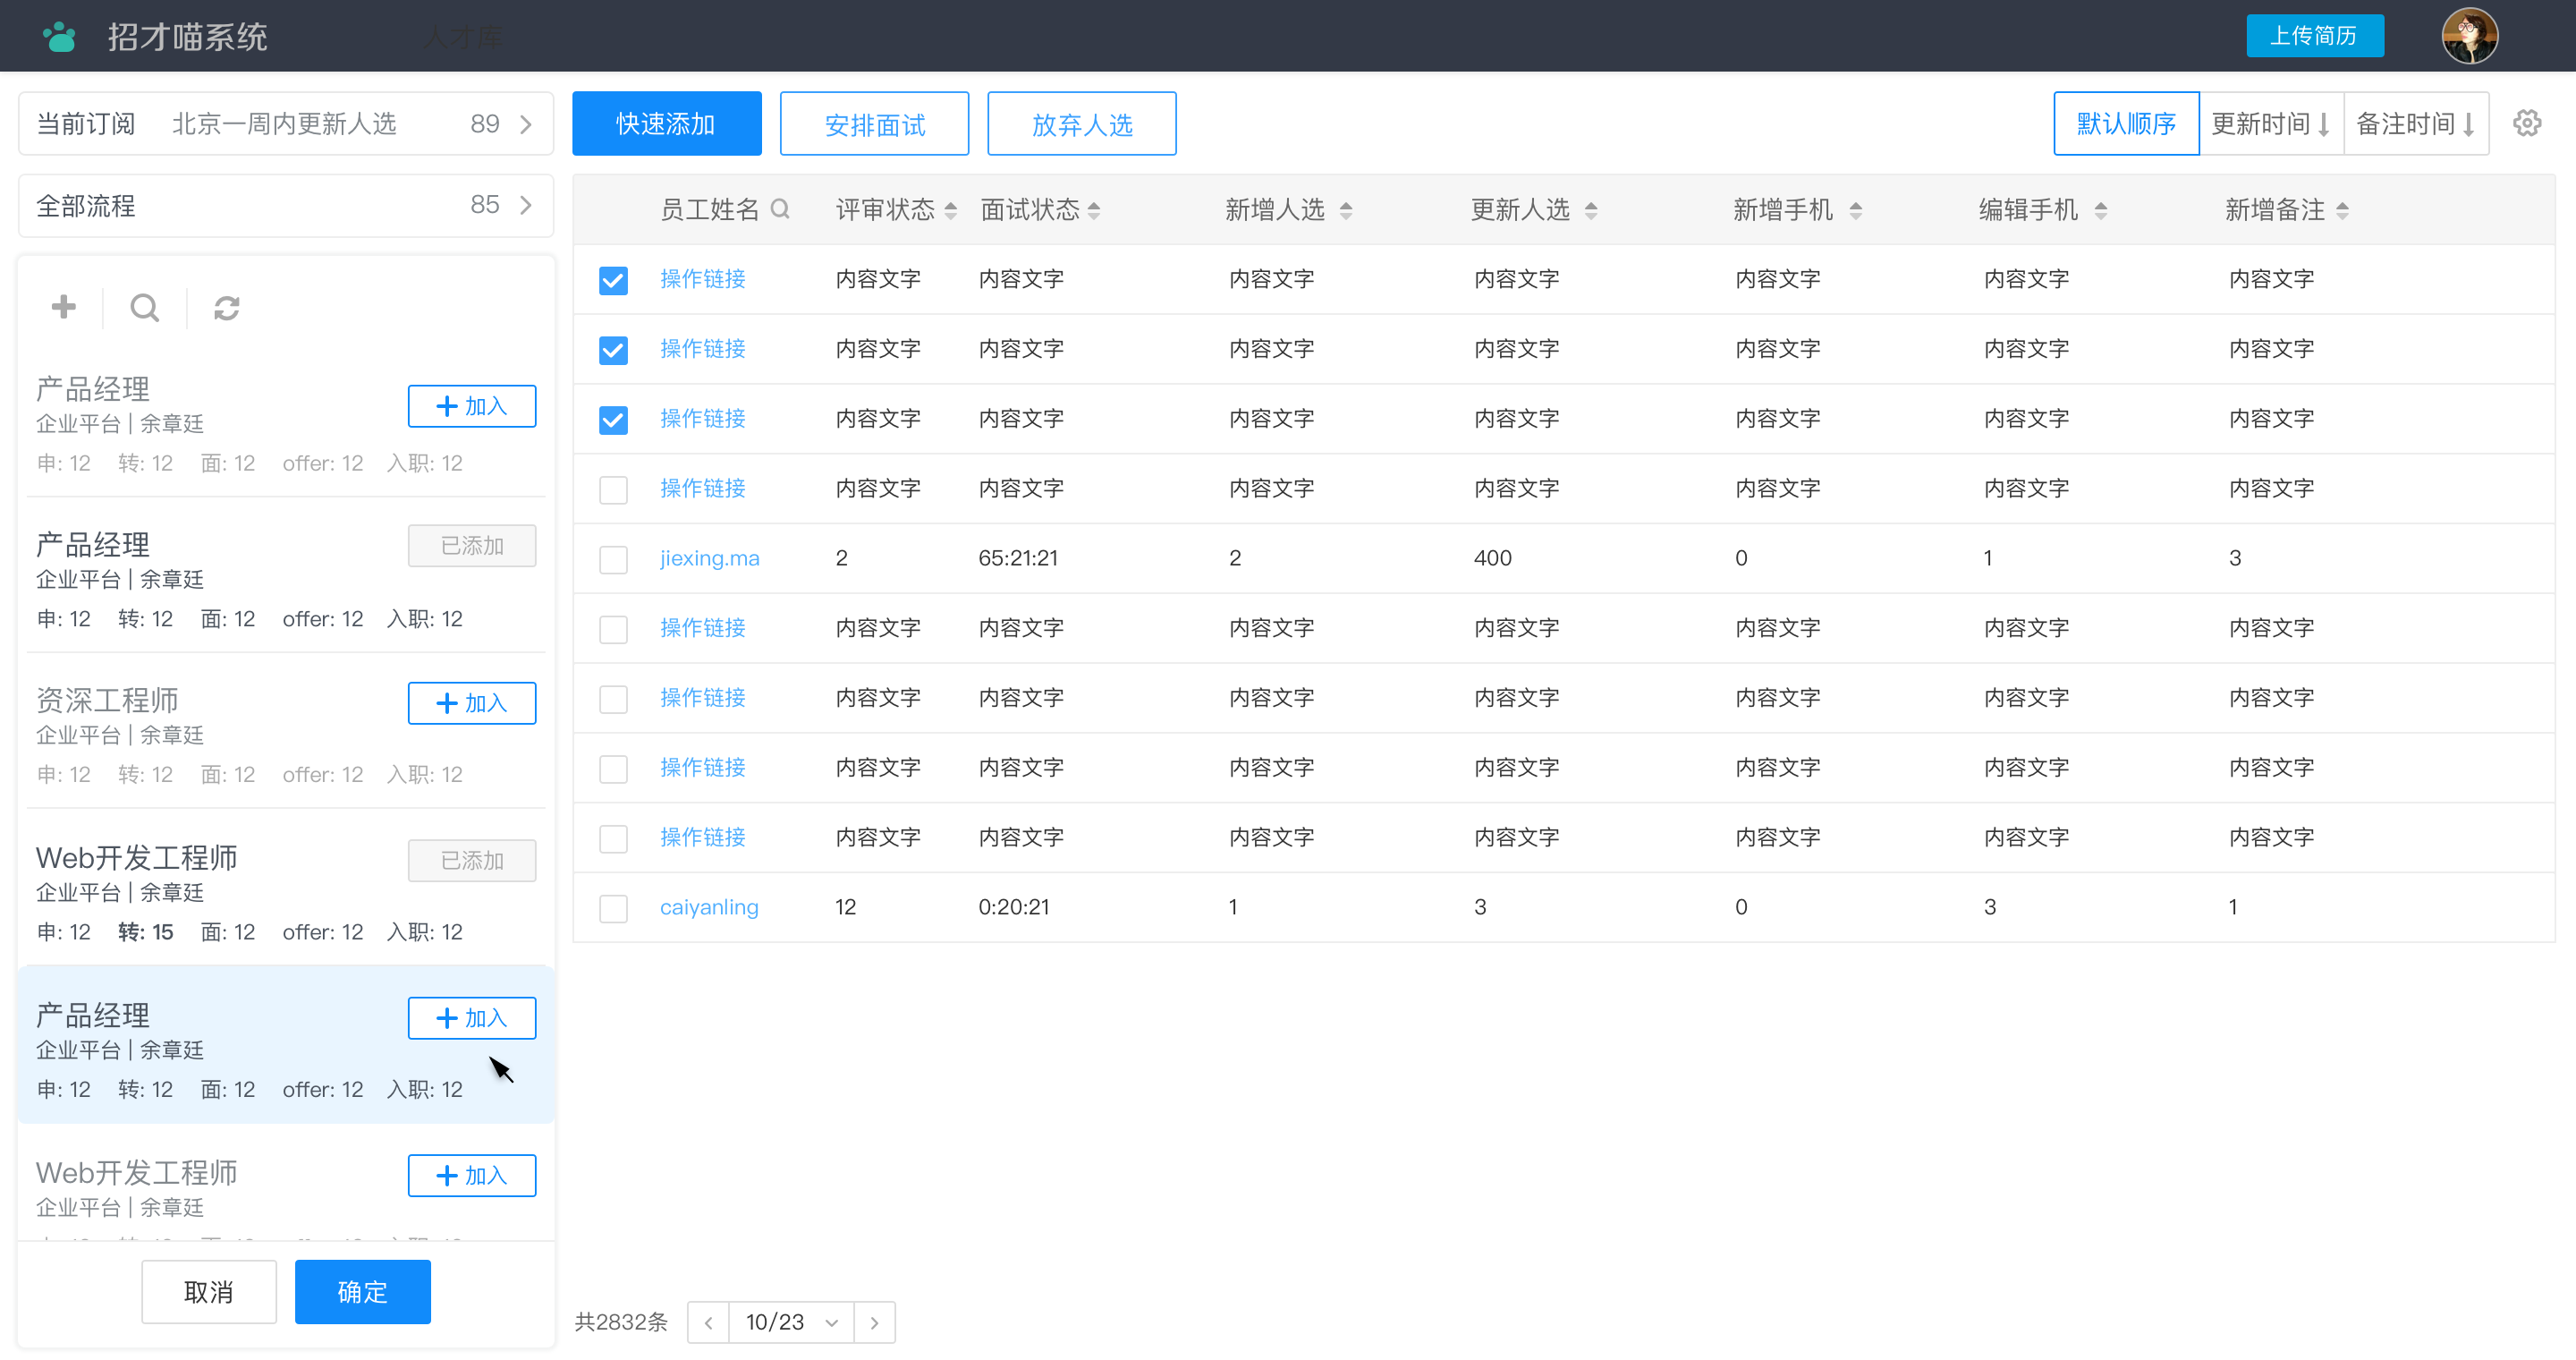 招才喵系统 人才库 上传简历
当前订阅 北京一周内更新人选 89
全部流程 85
产品经理
企业平台 | 余章廷
加入
申: 12 转: 12 面: 12 offer: 12 入职: 12
产品经理
企业平台 | 余章廷
已添加
申: 12 转: 12 面: 12 offer: 12 入职: 12
资深工程师
企业平台 | 余章廷
加入
申: 12 转: 12 面: 12 offer: 12 入职: 12
Web开发工程师
企业平台 | 余章廷
已添加
申: 12 转: 15 面: 12 offer: 12 入职: 12
产品经理
企业平台 | 余章廷
加入
申: 12 转: 12 面: 12 offer: 12 入职: 12
Web开发工程师
企业平台 | 余章廷
加入
取消 确定
快速添加 安排面试 放弃人选 默认顺序 更新时间 备注时间
员工姓名 评审状态 面试状态 新增人选 更新人选 新增手机 编辑手机 新增备注
操作链接 内容文字 内容文字 内容文字 内容文字 内容文字 内容文字 内容文字
操作链接 内容文字 内容文字 内容文字 内容文字 内容文字 内容文字 内容文字
操作链接 内容文字 内容文字 内容文字 内容文字 内容文字 内容文字 内容文字
操作链接 内容文字 内容文字 内容文字 内容文字 内容文字 内容文字 内容文字
jiexing.ma 2 65:21:21 2 400 0 1 3
操作链接 内容文字 内容文字 内容文字 内容文字 内容文字 内容文字 内容文字
操作链接 内容文字 内容文字 内容文字 内容文字 内容文字 内容文字 内容文字
操作链接 内容文字 内容文字 内容文字 内容文字 内容文字 内容文字 内容文字
操作链接 内容文字 内容文字 内容文字 内容文字 内容文字 内容文字 内容文字
caiyanling 12 0:20:21 1 3 0 3 1
共2832条 10/23